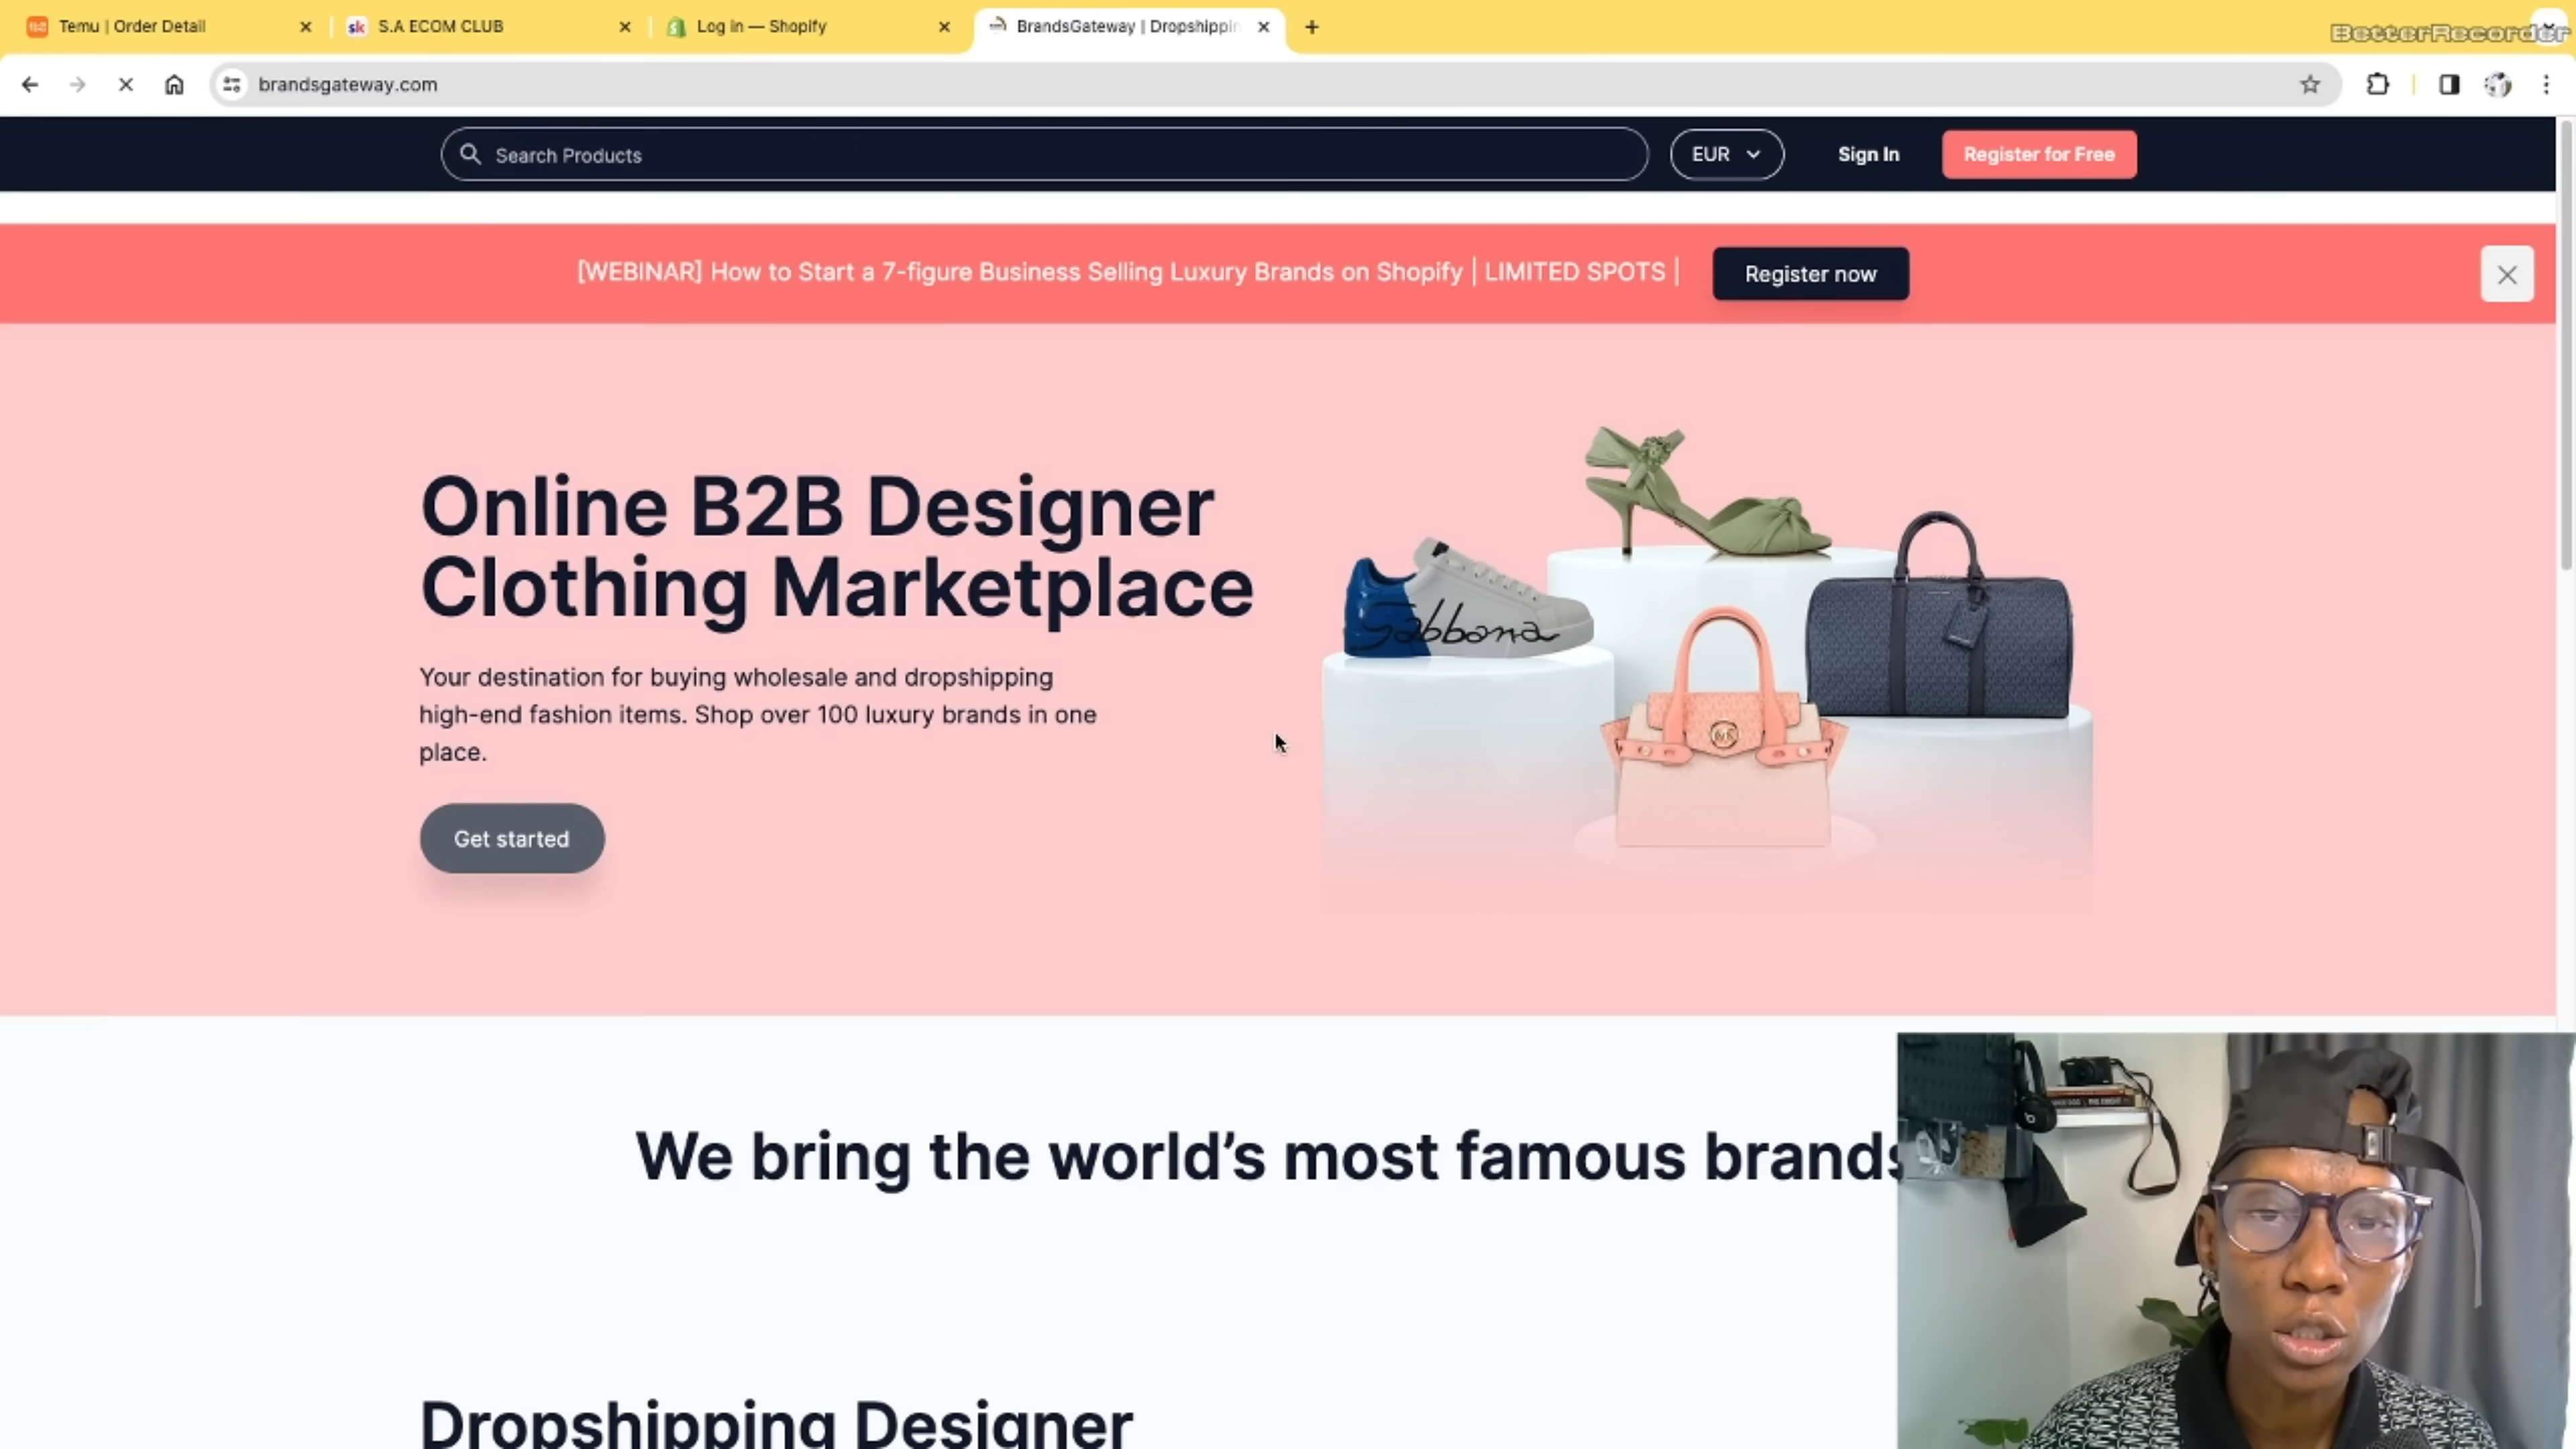 Temu | Order Detail
S.A ECOM CLUB
Log in — Shopify
BrandsGateway | Dropshippin
BetterRecorder
brandsgateway.com
Search Products
EUR
Sign In
Register for Free
[WEBINAR] How to Start a 7-figure Business Selling Luxury Brands on Shopify | LIMITED SPOTS |
Register now
Online B2B Designer
Clothing Marketplace
Your destination for buying wholesale and dropshipping
high-end fashion items. Shop over 100 luxury brands in one
place.
Get started
Gabbana
MK
We bring the world's most famous brands
Dropshipping Designer